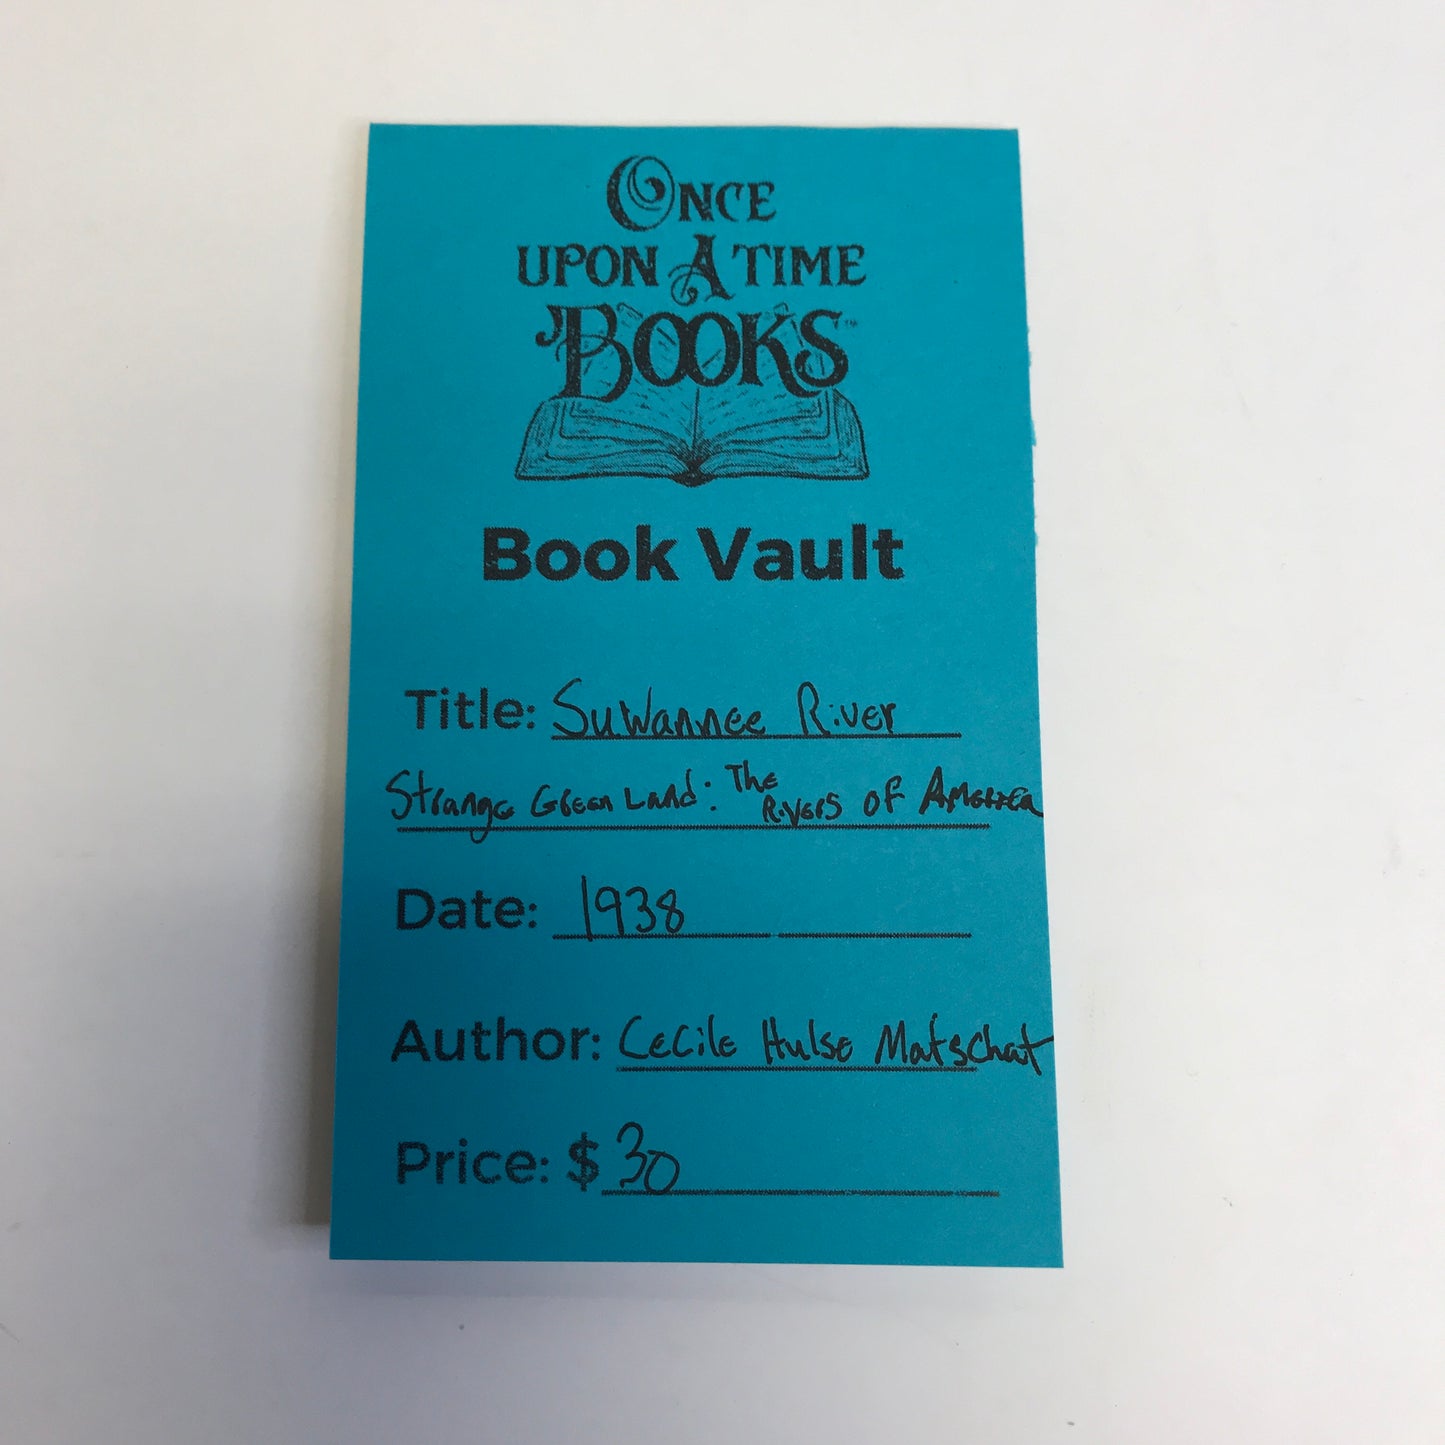 Once
upon A time
Books™
Book Vault
Title: Suwannee River
Strange Green Land: The Rivers of America
Date: 1938
Author: Cecile Hulse Matschat
Price: $ 30